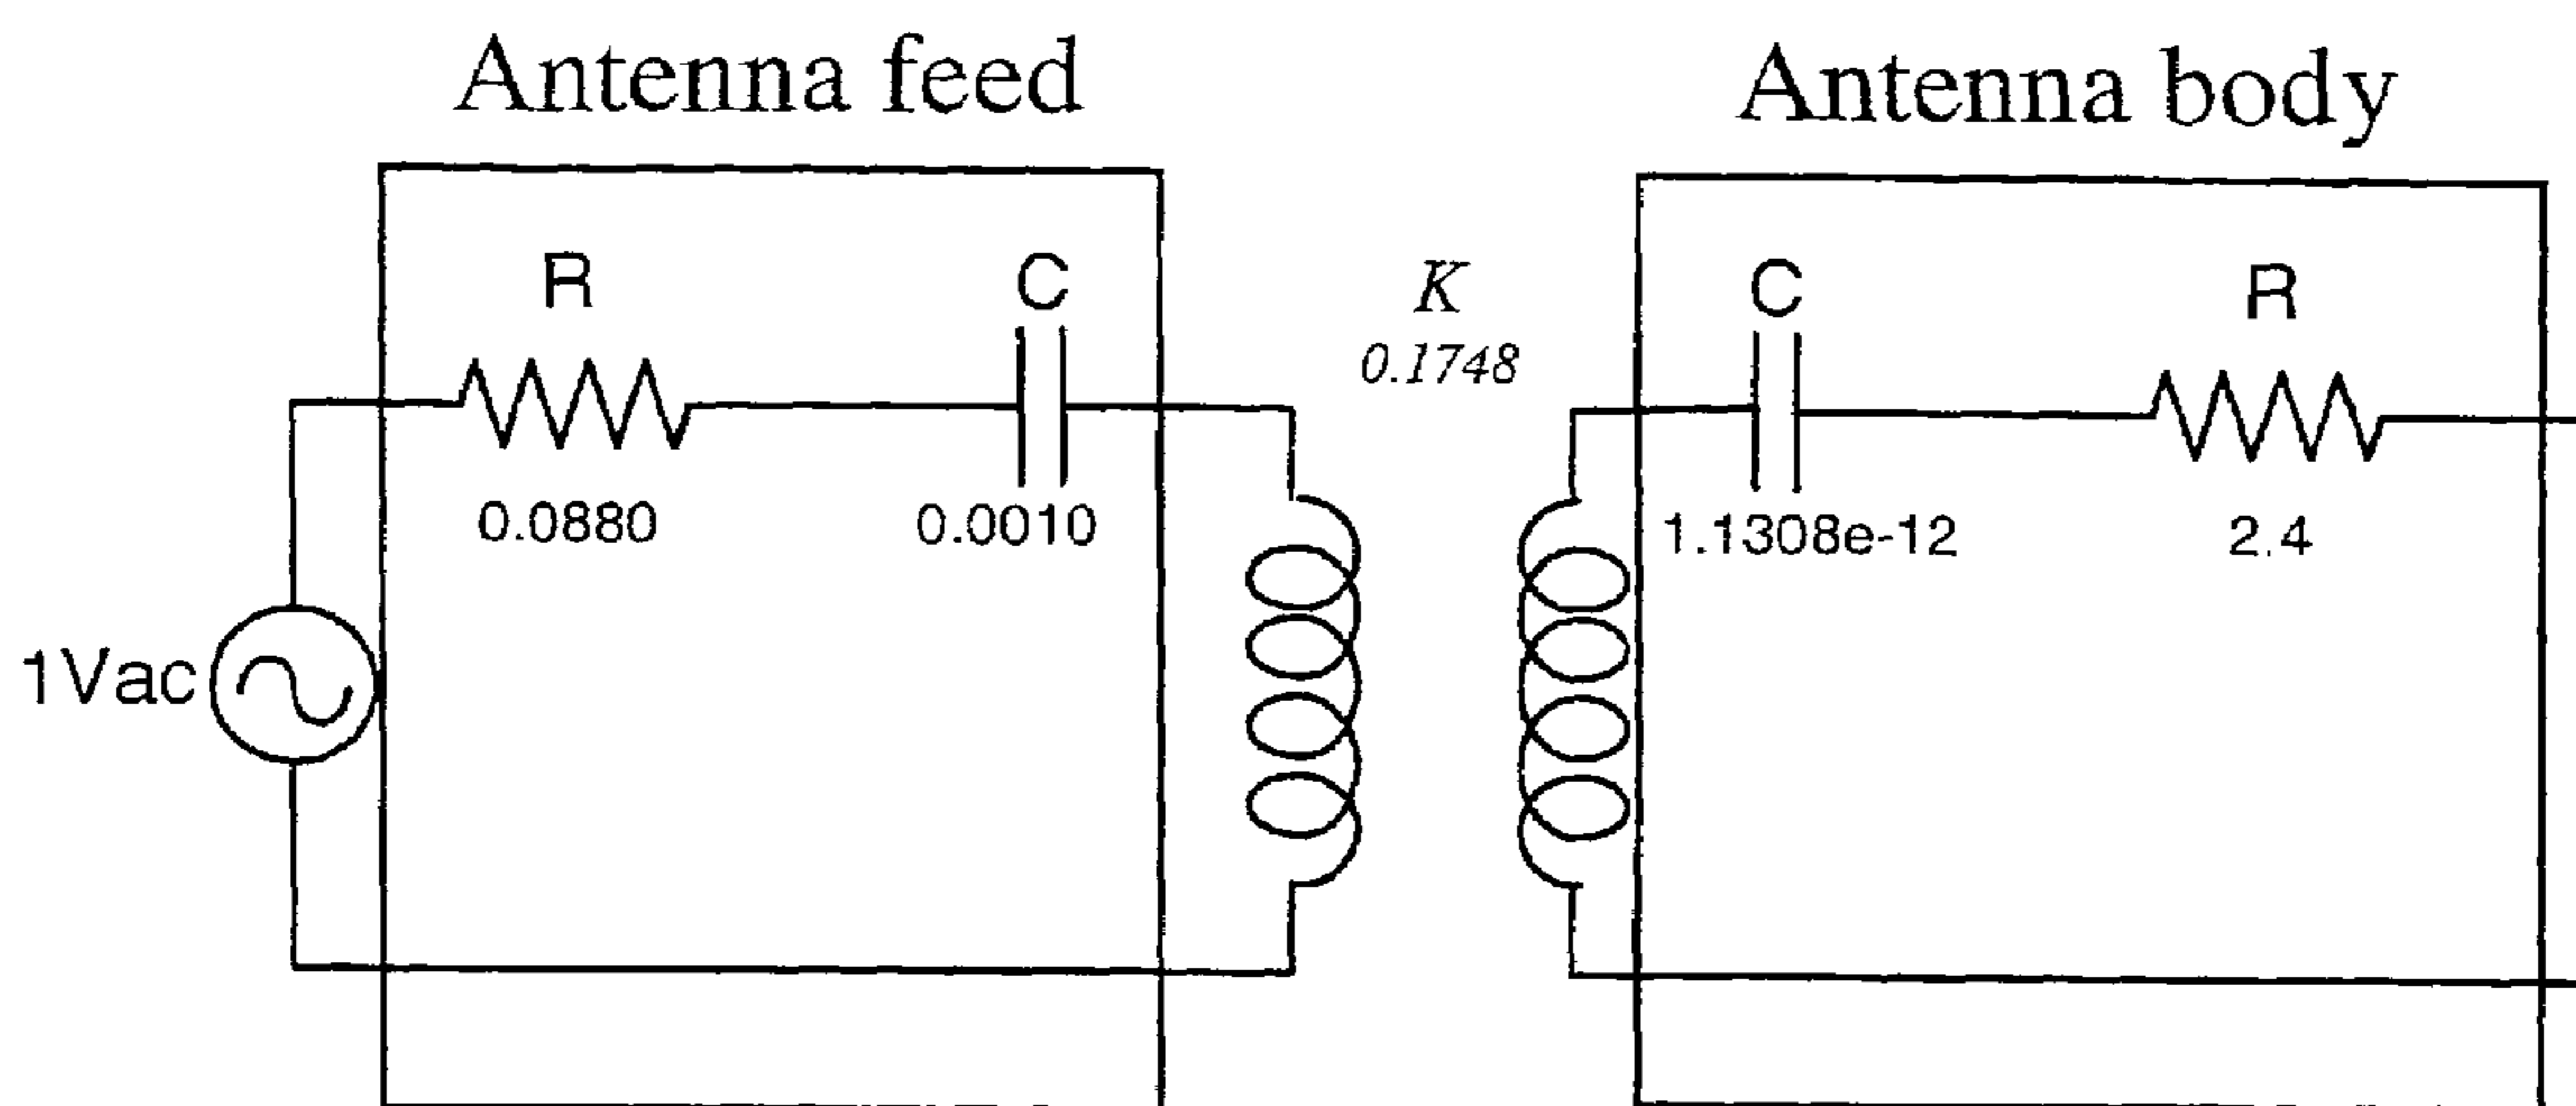 Antenna feed
Antenna body
R
C
K
C
R
0.1748
0.0880
0.0010
1.1308e-12
2.4
1Vac